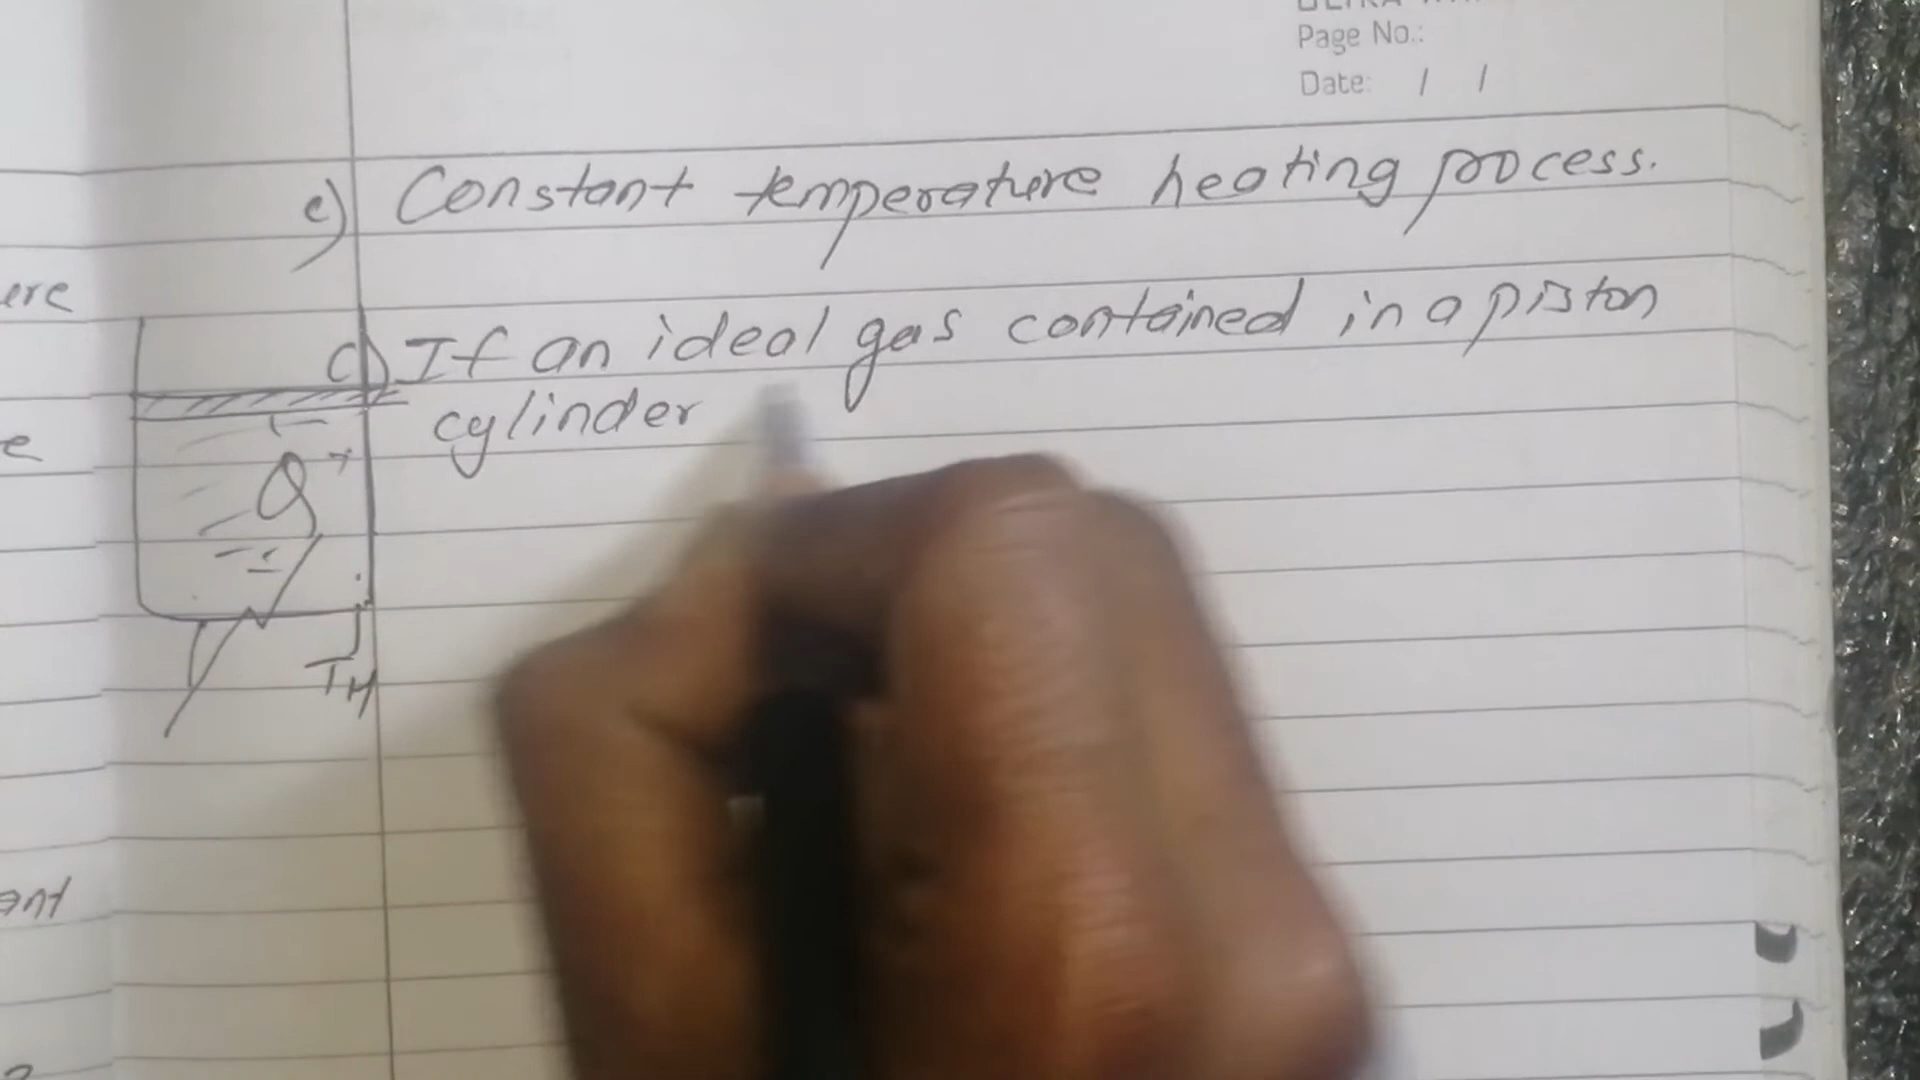 Page No.:
Date: / /
c) Constant temperature heating process.
ere
c) If an ideal gas contained in a piston
cylinder
e
Q+
TH
ant